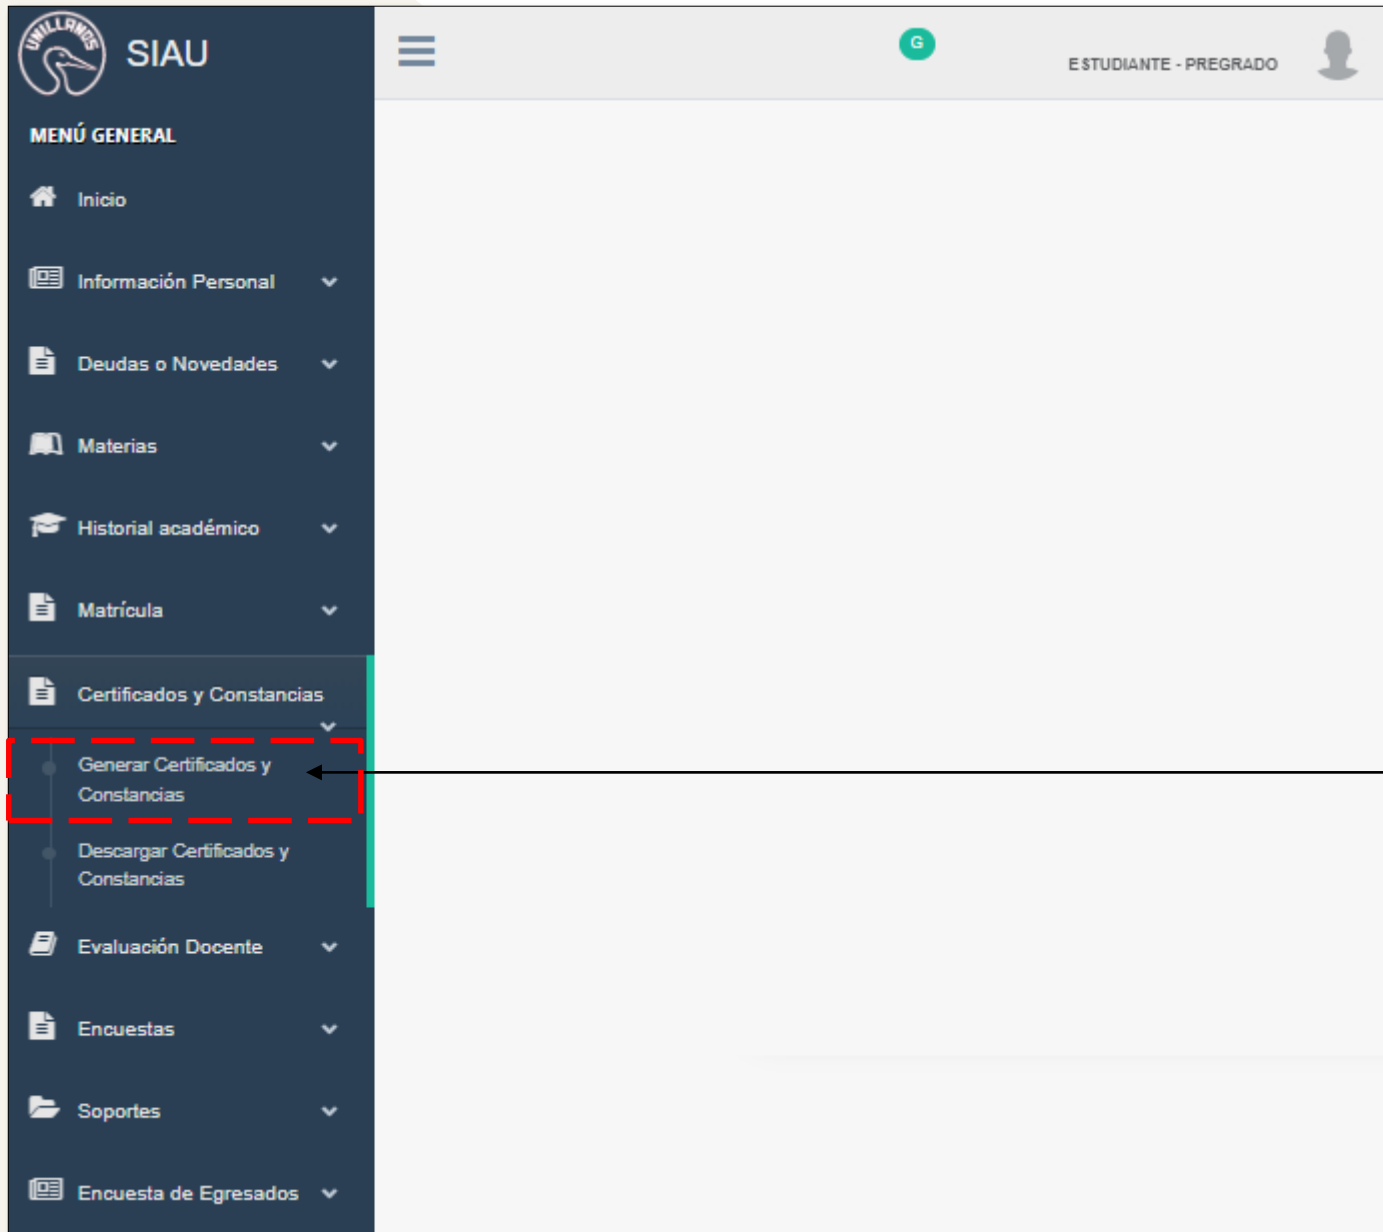 UNILLANOS
SIAU
G
ESTUDIANTE - PREGRADO
MENÚ GENERAL
Inicio
Información Personal
Deudas o Novedades
Materias
Historial académico
Matrícula
Certificados y Constancias
Generar Certificados y
Constancias
Descargar Certificados y
Constancias
Evaluación Docente
Encuestas
Soportes
Encuesta de Egresados